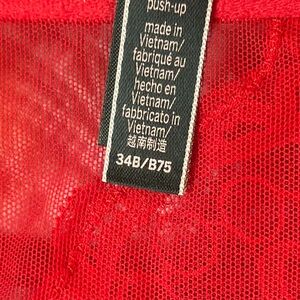 push-up
made in
Vietnam/
fabriqué au
Vietnam/
hecho en
Vietnam/
fabbricato in
Vietnam/
越南制造
34B/B75